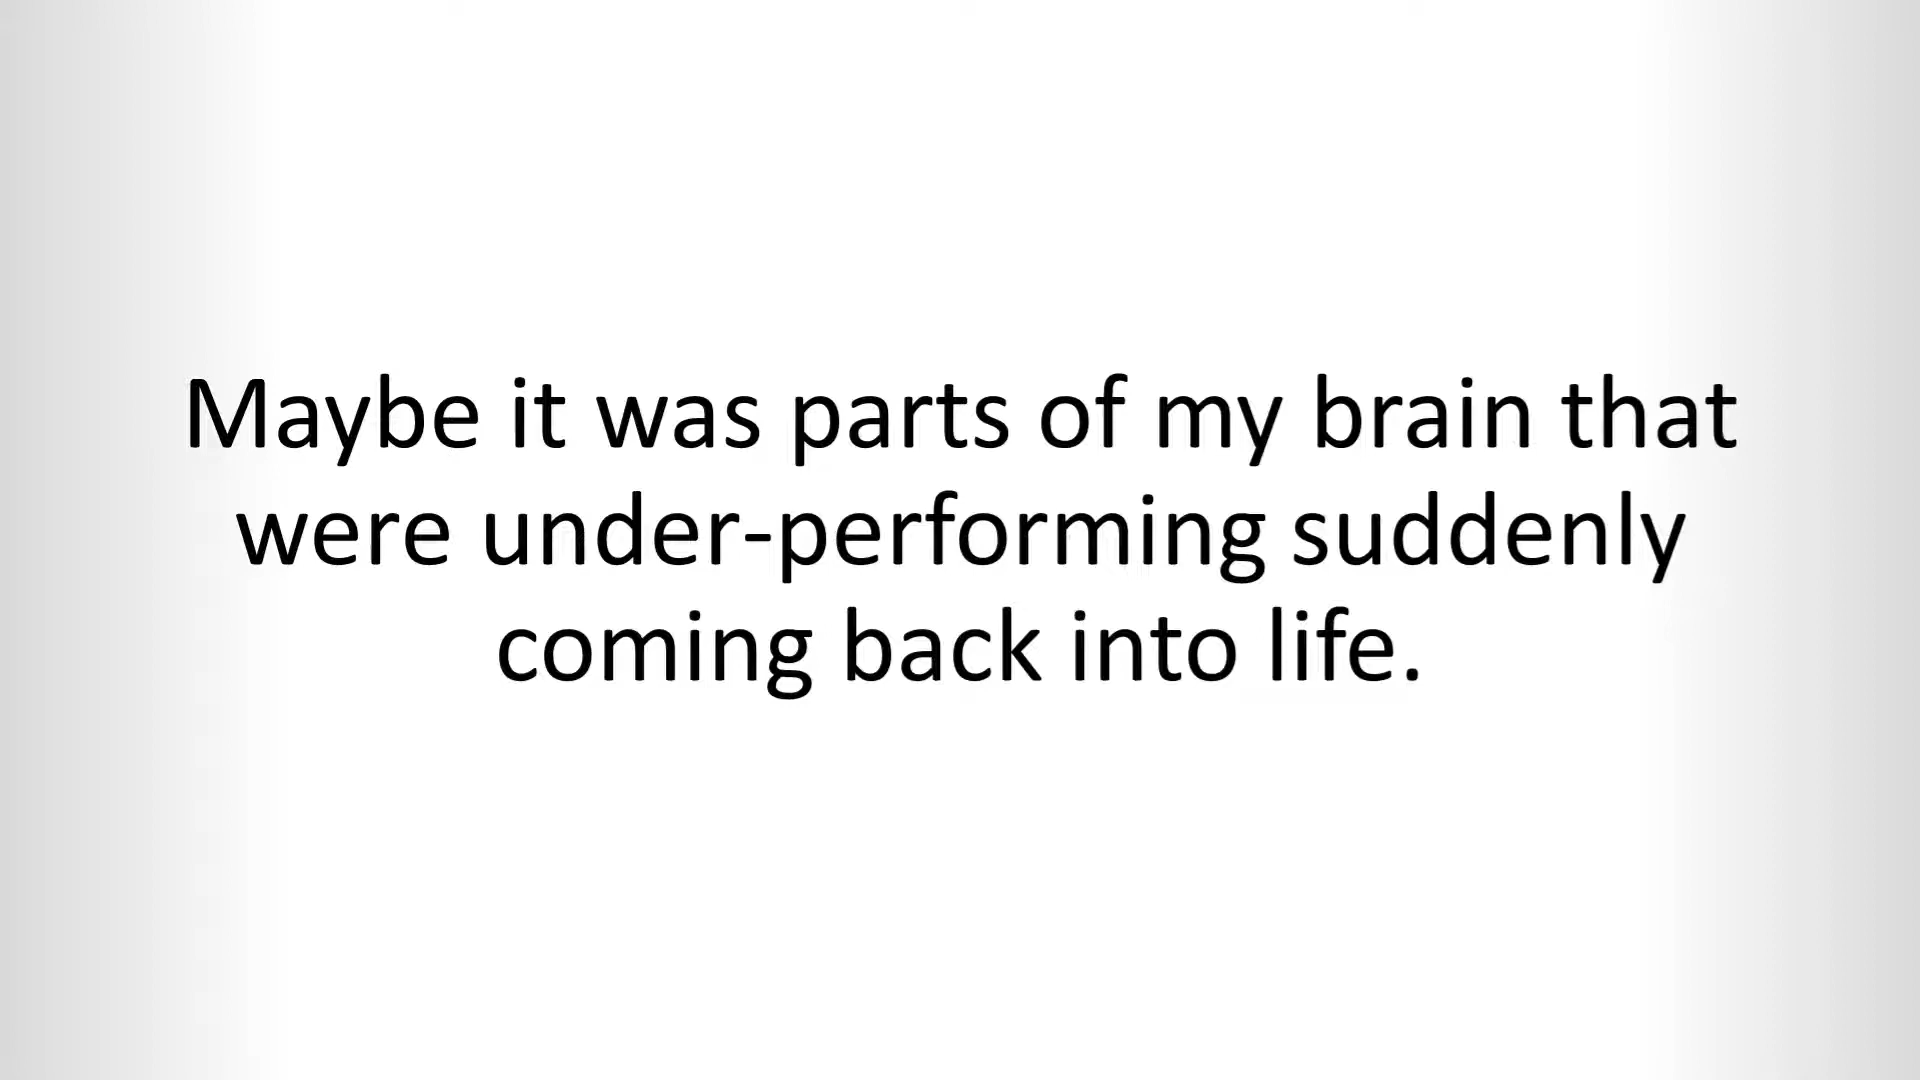 Maybe it was parts of my brain that
were under-performing suddenly
coming back into life.